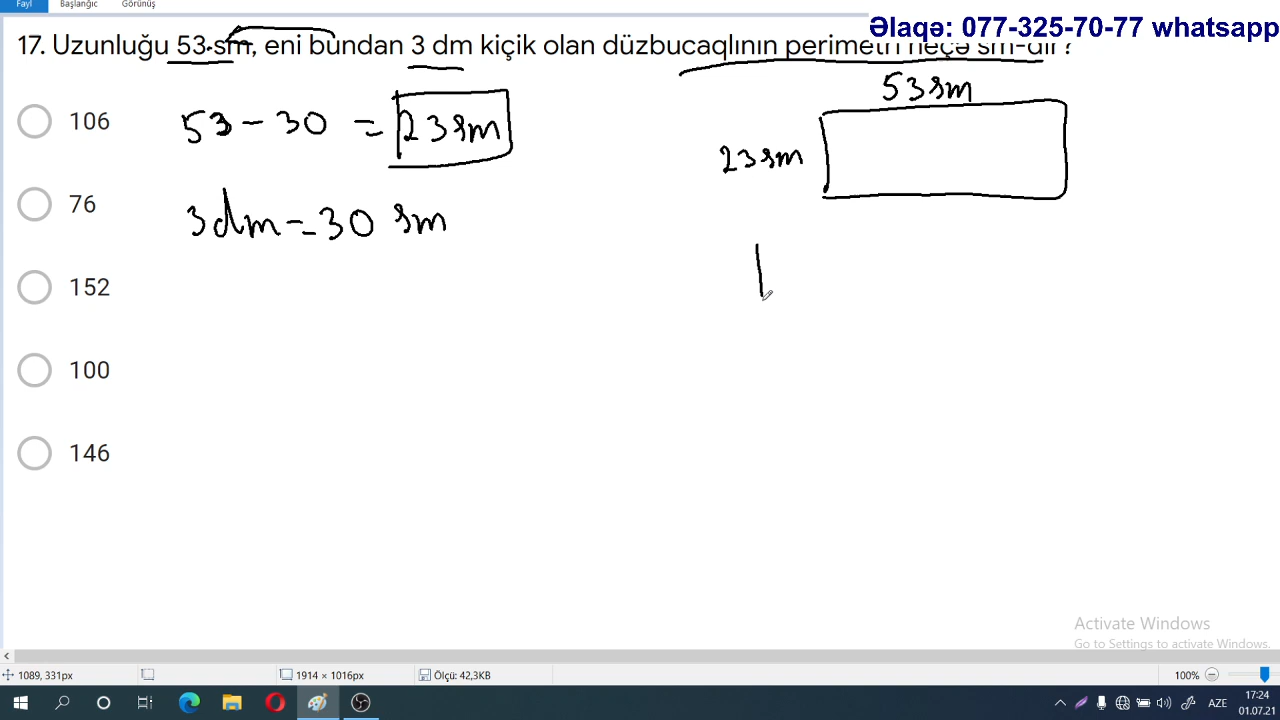 Fayl Başlanğıc Görünüş
Əlaqə: 077-325-70-77 whatsapp
17. Uzunluğu 53 sm, eni bundan 3 dm kiçik olan düzbucaqlının perimetri neçə sm-dir?
53 sm
106
53 - 30 = 23 sm
23 sm
76
3 dm = 30 sm
152
100
146
Activate Windows
Go to Settings to activate Windows.
1089, 331px
1914 × 1016px
Ölçü: 42,3KB
100%
AZE
17:24
01.07.21